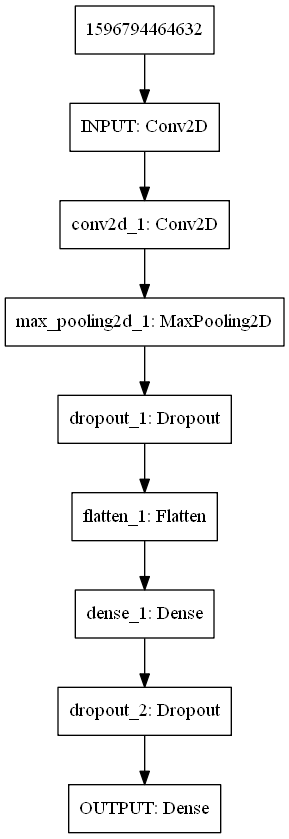 1596794464632
INPUT: Conv2D
conv2d_1: Conv2D
max_pooling2d_1: MaxPooling2D
dropout_1: Dropout
flatten_1: Flatten
dense_1: Dense
dropout_2: Dropout
OUTPUT: Dense